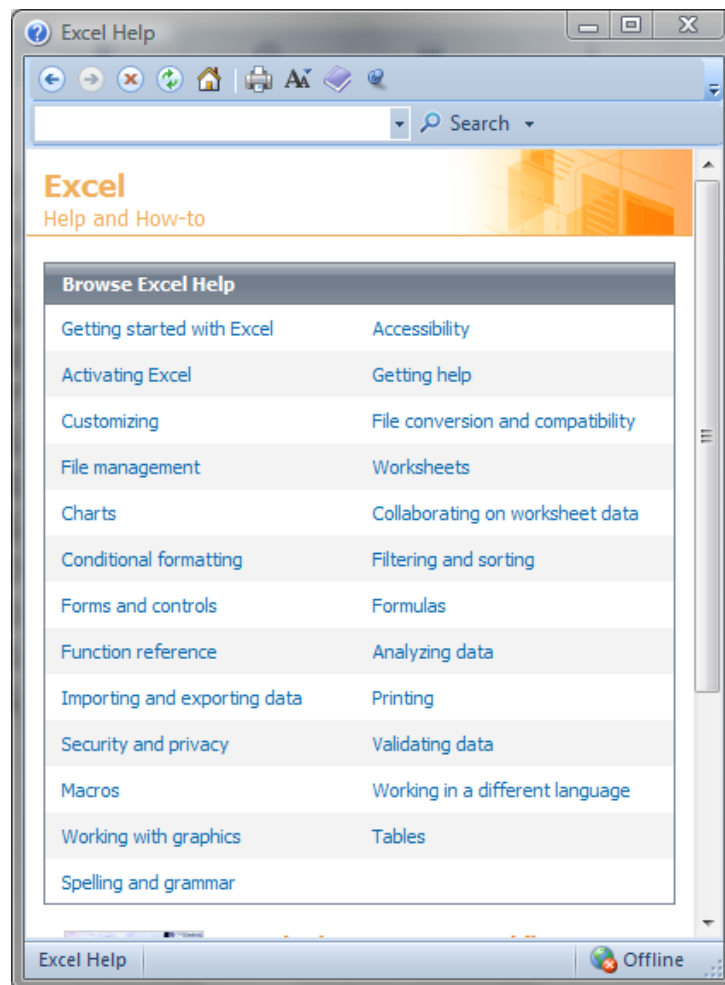 Excel Help
Search
Excel
Help and How-to
Browse Excel Help
Getting started with Excel Accessibility
Activating Excel Getting help
Customizing File conversion and compatibility
File management Worksheets
Charts Collaborating on worksheet data
Conditional formatting Filtering and sorting
Forms and controls Formulas
Function reference Analyzing data
Importing and exporting data Printing
Security and privacy Validating data
Macros Working in a different language
Working with graphics Tables
Spelling and grammar
Excel Help Offline